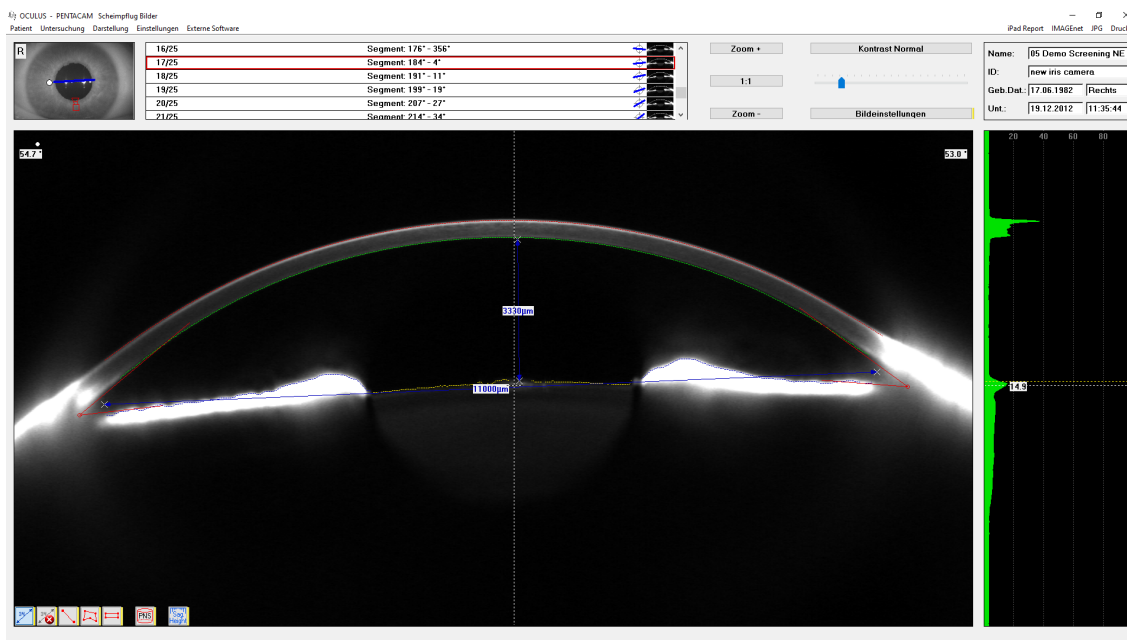 OCULUS - PENTACAM Scheimpflug Bilder
Patient Untersuchung Darstellung Einstellungen Externe Software
iPad Report IMAGEnet JPG Druc
R
16/25 Segment: 176° - 356°
17/25 Segment: 184° - 4°
18/25 Segment: 191° - 11°
19/25 Segment: 199° - 19°
20/25 Segment: 207° - 27°
21/25 Segment: 214° - 34°
Zoom +
1:1
Zoom -
Kontrast Normal
Bildeinstellungen
Name: 05 Demo Screening NE
ID: new iris camera
Geb.Dat.: 17.06.1982 Rechts
Unt.: 19.12.2012 11:35:44
54.7 °
53.0 °
20 40 60 80
3330µm
11000µm
14.9
PNS
Seg. Height